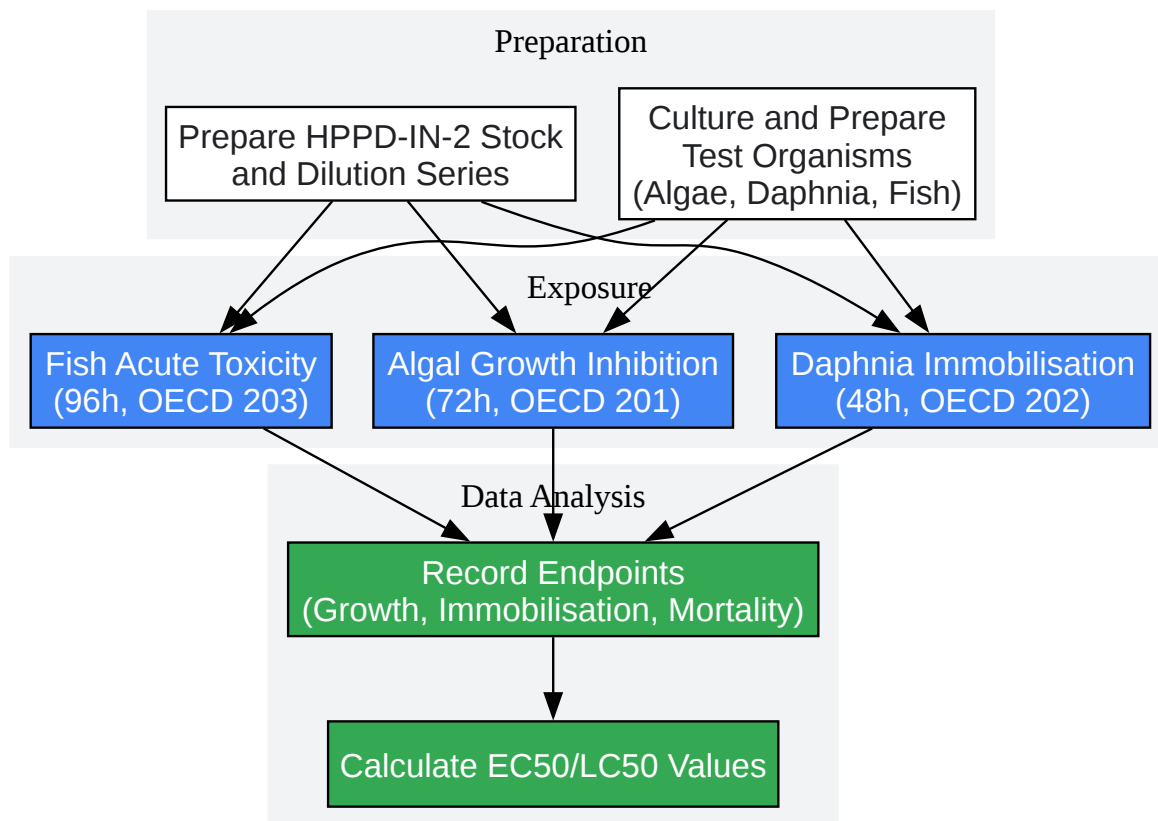 Preparation
Prepare HPPD-IN-2 Stock
and Dilution Series
Culture and Prepare
Test Organisms
(Algae, Daphnia, Fish)
Exposure
Fish Acute Toxicity
(96h, OECD 203)
Algal Growth Inhibition
(72h, OECD 201)
Daphnia Immobilisation
(48h, OECD 202)
Data Analysis
Record Endpoints
(Growth, Immobilisation, Mortality)
Calculate EC50/LC50 Values